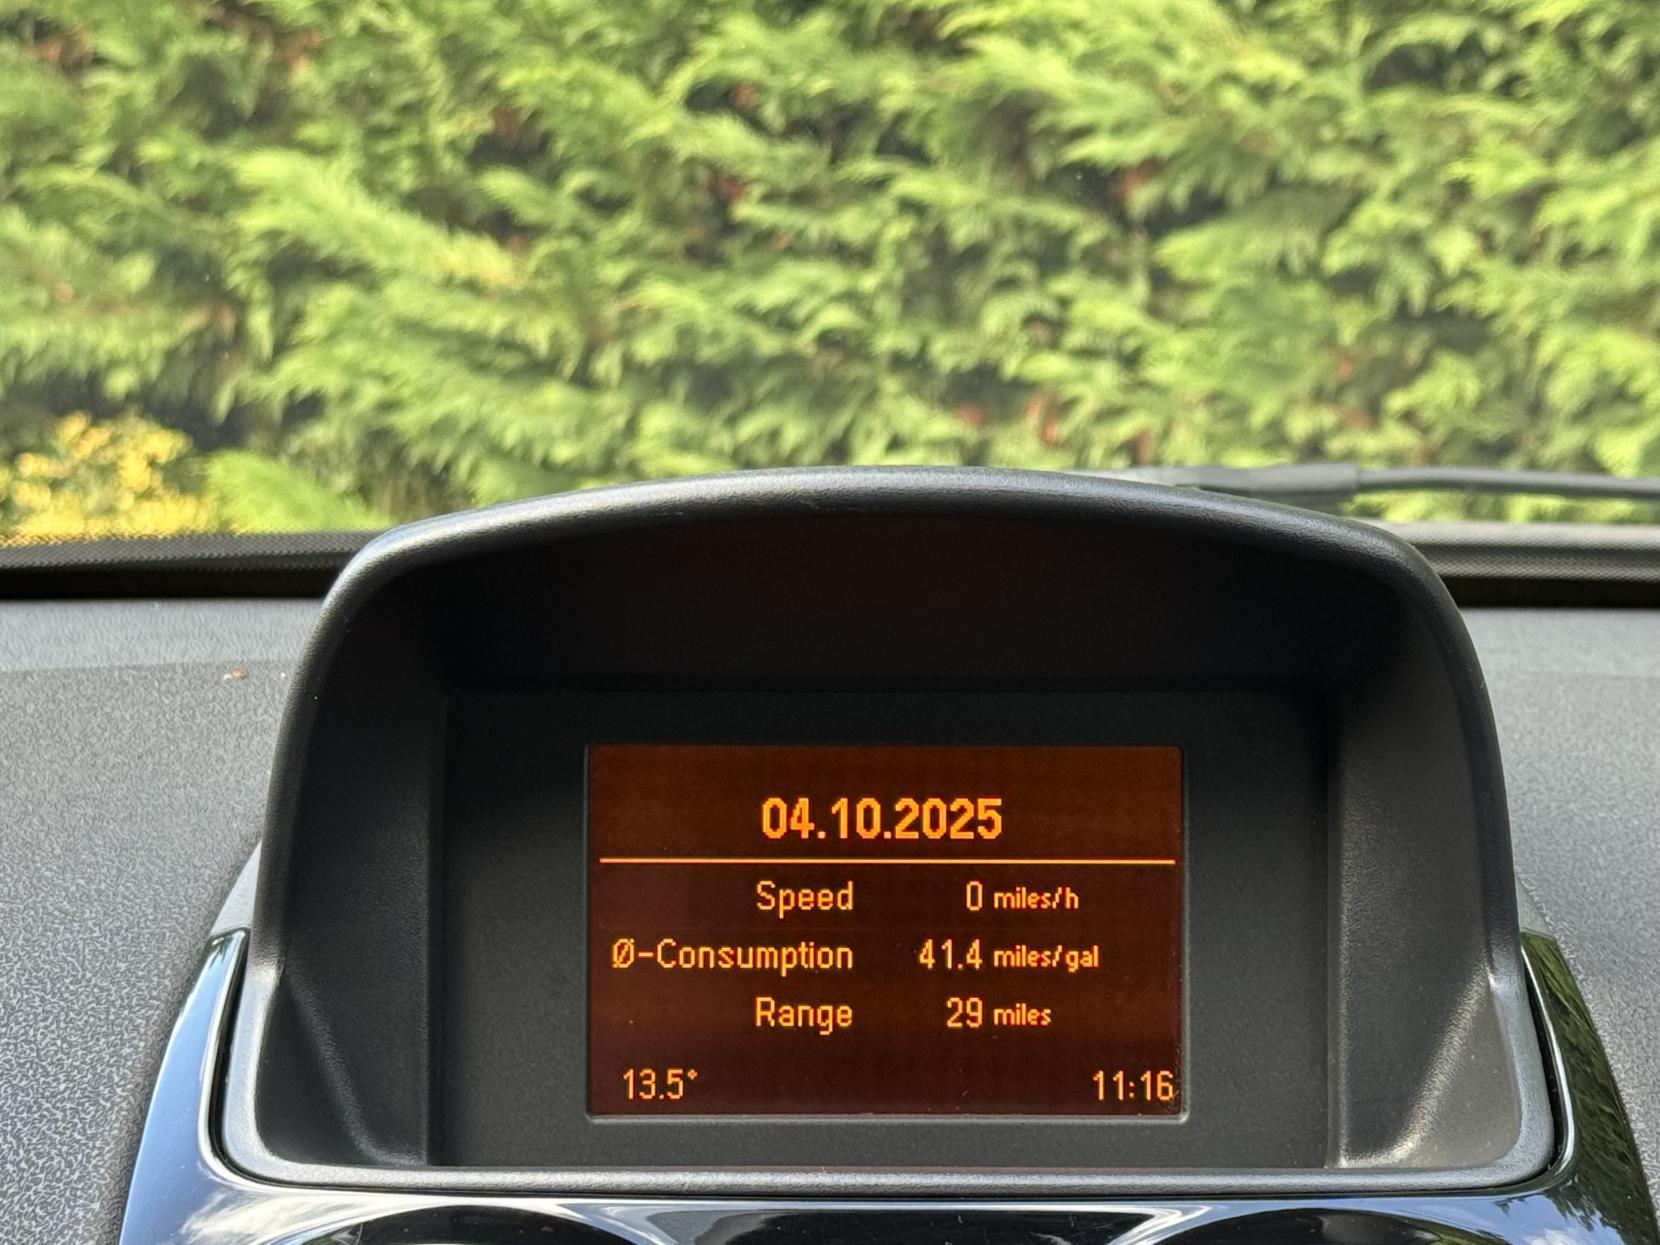 04.10.2025
Speed 0 miles/h
Ø-Consumption 41.4 miles/gal
Range 29 miles
13.5° 11:16